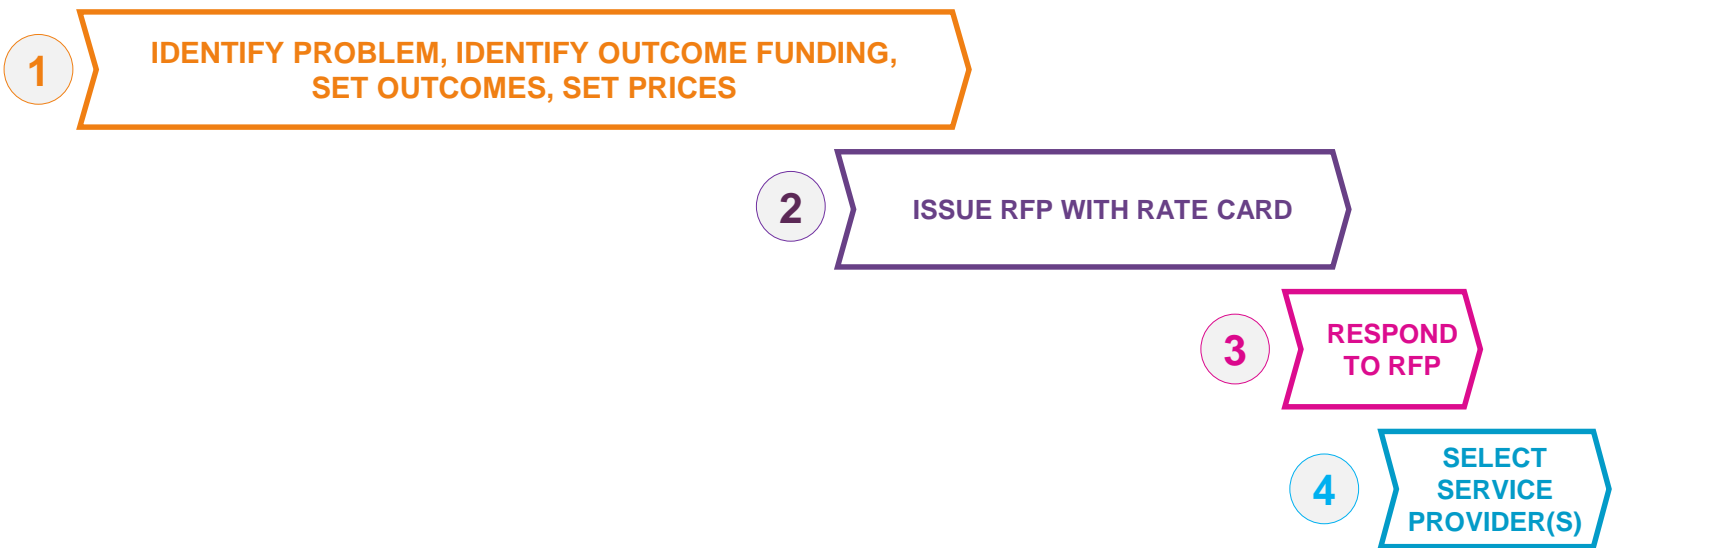 1
IDENTIFY PROBLEM, IDENTIFY OUTCOME FUNDING,
SET OUTCOMES, SET PRICES
2
ISSUE RFP WITH RATE CARD
3
RESPOND
TO RFP
4
SELECT
SERVICE
PROVIDER(S)